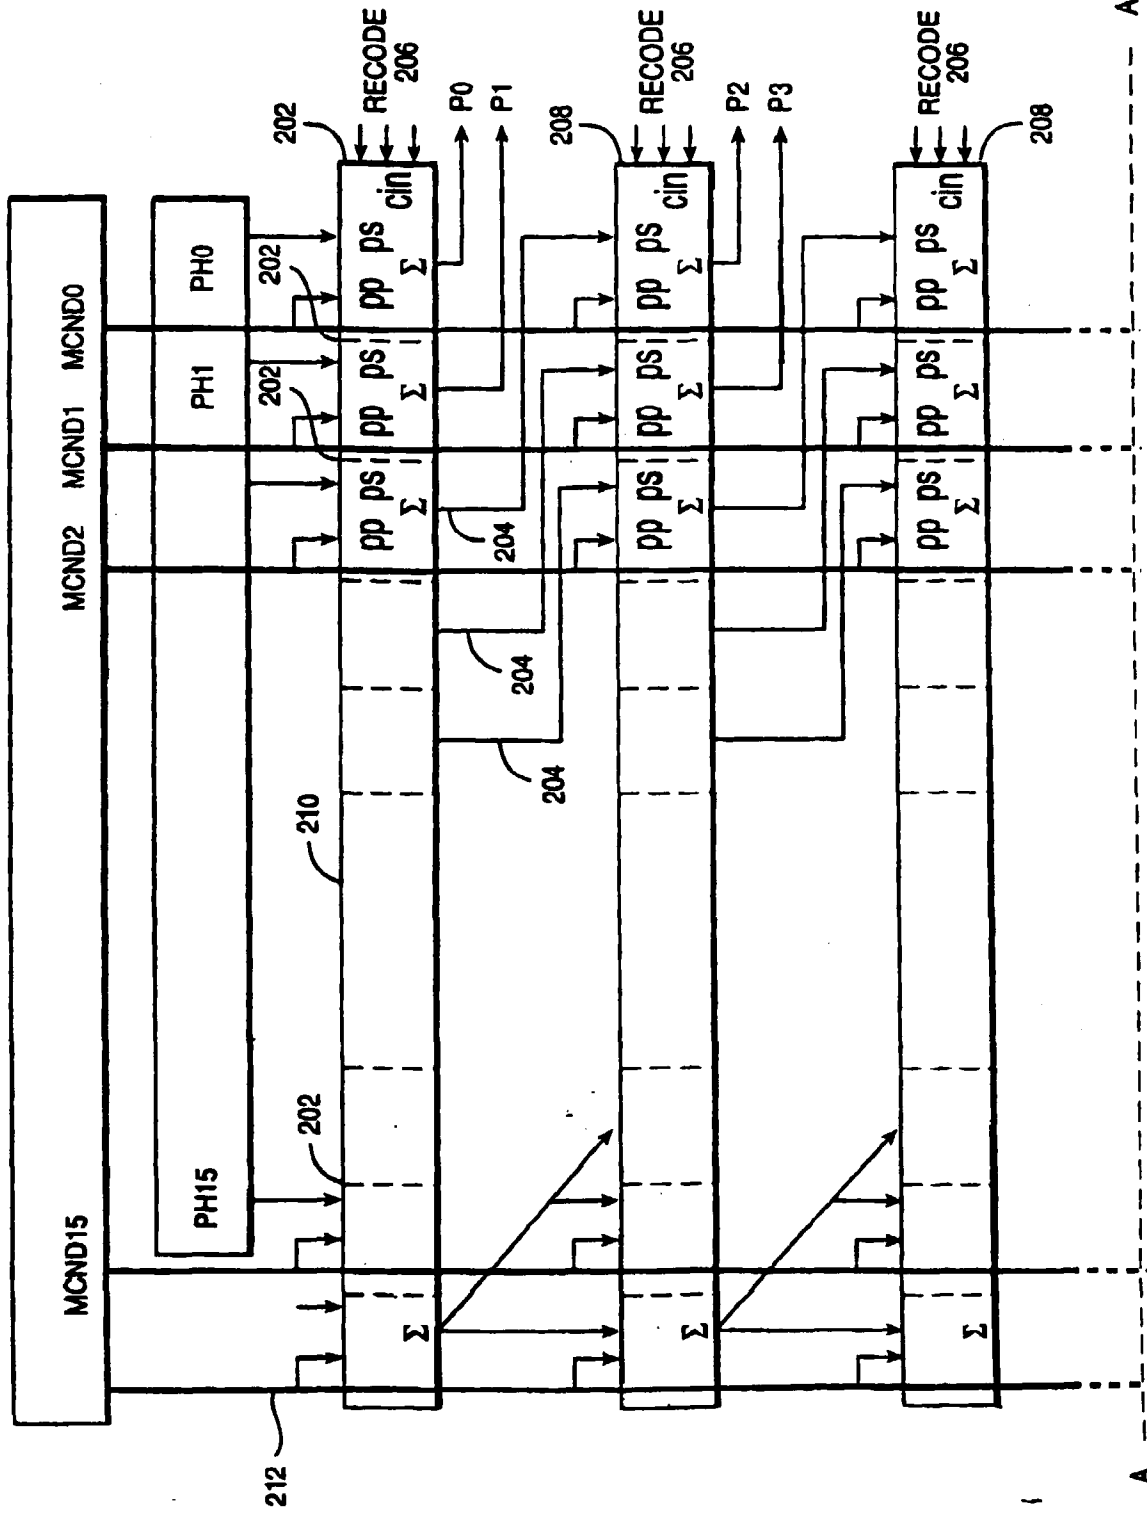 MCND15 MCND2 MCND1 MCND0
PH15 PH1 PH0
212 202 202 202
202 210
pp ps pp ps pp ps cin RECODE
206
Σ Σ Σ Σ
P0
P1
204
204
204
208
pp ps pp ps pp ps cin RECODE
206
Σ Σ Σ Σ
P2
P3
pp ps pp ps pp ps cin RECODE
206
Σ Σ Σ Σ
208
A A